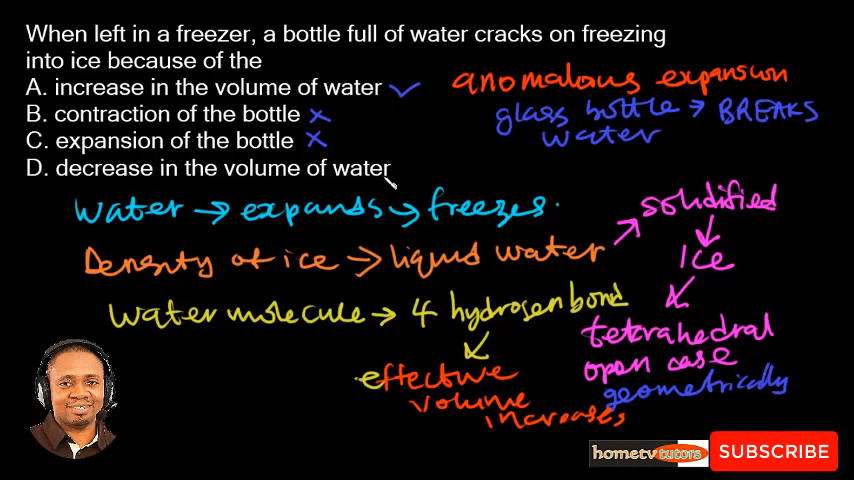 When left in a freezer, a bottle full of water cracks on freezing
into ice because of the
A. increase in the volume of water
B. contraction of the bottle
C. expansion of the bottle
D. decrease in the volume of water
anomalous expansion
glass bottle → BREAKS
water
water → expands → freezes.
Density of ice → liquid water
solidified
Ice
water molecule → 4 hydrogen bond
tetrahedral
open case
geometrically
effective
volume
increases
hometvtutors
SUBSCRIBE